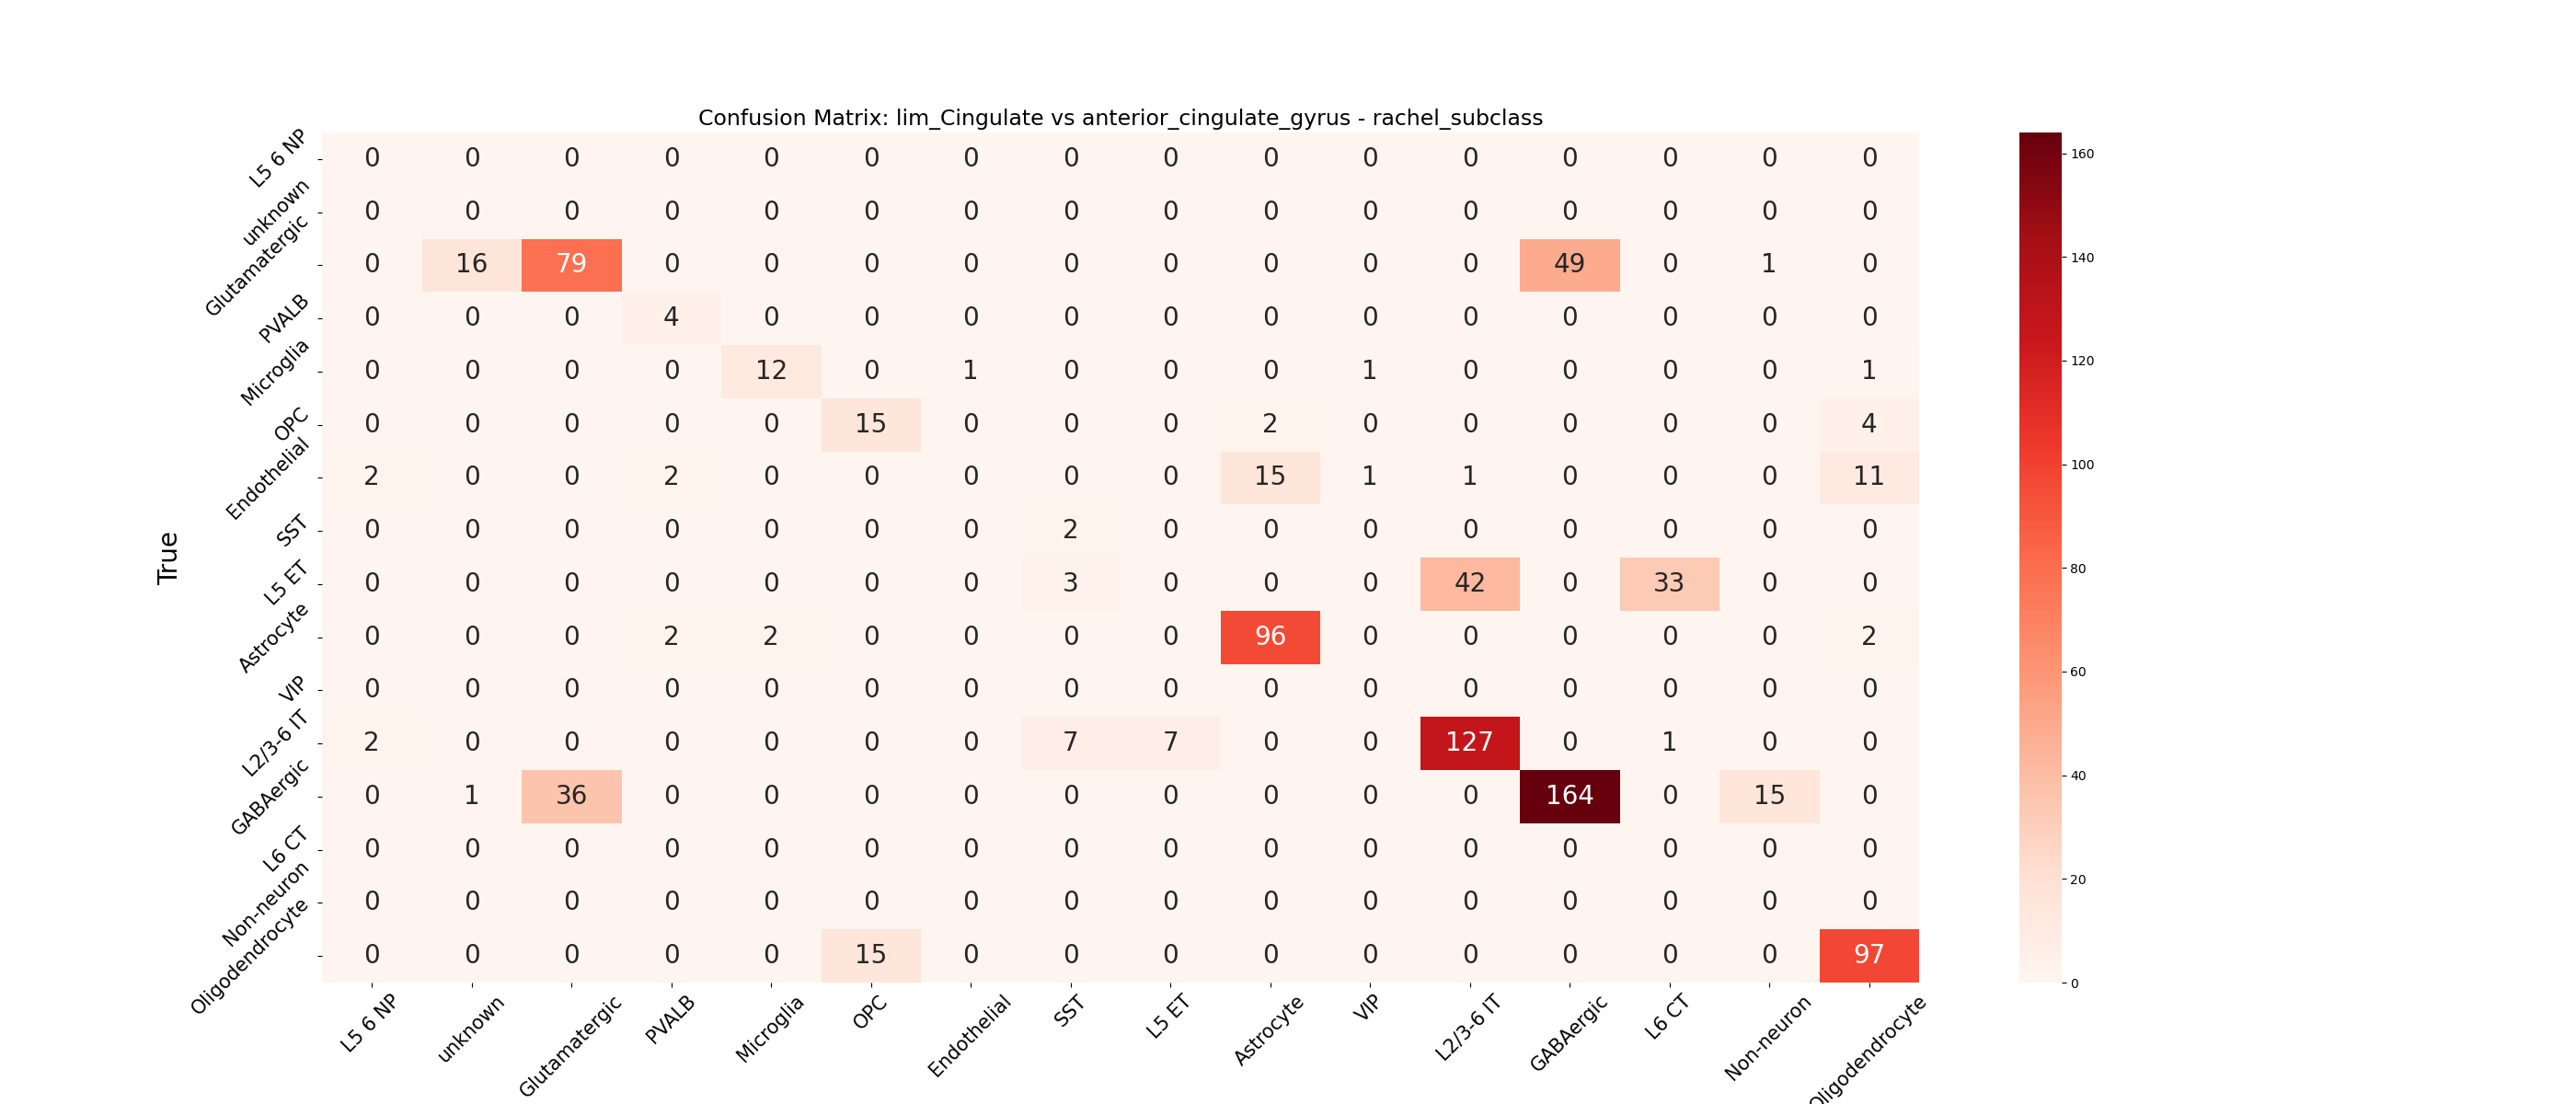 Confusion Matrix: lim_Cingulate vs anterior_cingulate_gyrus - rachel_subclass
True
L5 6 NP 0 0 0 0 0 0 0 0 0 0 0 0 0 0 0 0
unknown 0 0 0 0 0 0 0 0 0 0 0 0 0 0 0 0
Glutamatergic 0 16 79 0 0 0 0 0 0 0 0 0 49 0 1 0
PVALB 0 0 0 4 0 0 0 0 0 0 0 0 0 0 0 0
Microglia 0 0 0 0 12 0 1 0 0 0 1 0 0 0 0 1
OPC 0 0 0 0 0 15 0 0 0 2 0 0 0 0 0 4
Endothelial 2 0 0 2 0 0 0 0 0 15 1 1 0 0 0 11
SST 0 0 0 0 0 0 0 2 0 0 0 0 0 0 0 0
L5 ET 0 0 0 0 0 0 0 3 0 0 0 42 0 33 0 0
Astrocyte 0 0 0 2 2 0 0 0 0 96 0 0 0 0 0 2
VIP 0 0 0 0 0 0 0 0 0 0 0 0 0 0 0 0
L2/3-6 IT 2 0 0 0 0 0 0 7 7 0 0 127 0 1 0 0
GABAergic 0 1 36 0 0 0 0 0 0 0 0 0 164 0 15 0
L6 CT 0 0 0 0 0 0 0 0 0 0 0 0 0 0 0 0
Non-neuron 0 0 0 0 0 0 0 0 0 0 0 0 0 0 0 0
Oligodendrocyte 0 0 0 0 0 15 0 0 0 0 0 0 0 0 0 97
L5 6 NP unknown Glutamatergic PVALB Microglia OPC Endothelial SST L5 ET Astrocyte VIP L2/3-6 IT GABAergic L6 CT Non-neuron Oligodendrocyte
160
140
120
100
80
60
40
20
0